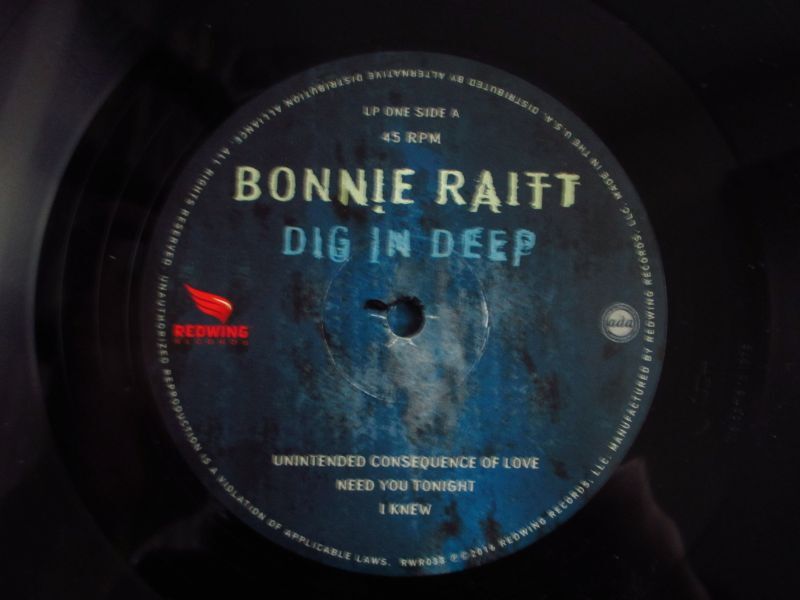 LP ONE SIDE A
45 RPM
BONNIE RAITT
DIG IN DEEP
REDWING
RECORDS
ada
UNINTENDED CONSEQUENCE OF LOVE
NEED YOU TONIGHT
I KNEW
MANUFACTURED BY REDWING RECORDS, LLC. MADE IN THE U.S.A. DISTRIBUTED BY ALTERNATIVE DISTRIBUTION ALLIANCE. ALL RIGHTS RESERVED. UNAUTHORIZED REPRODUCTION IS A VIOLATION OF APPLICABLE LAWS. RWR033 ℗©2016 REDWING RECORDS, LLC.